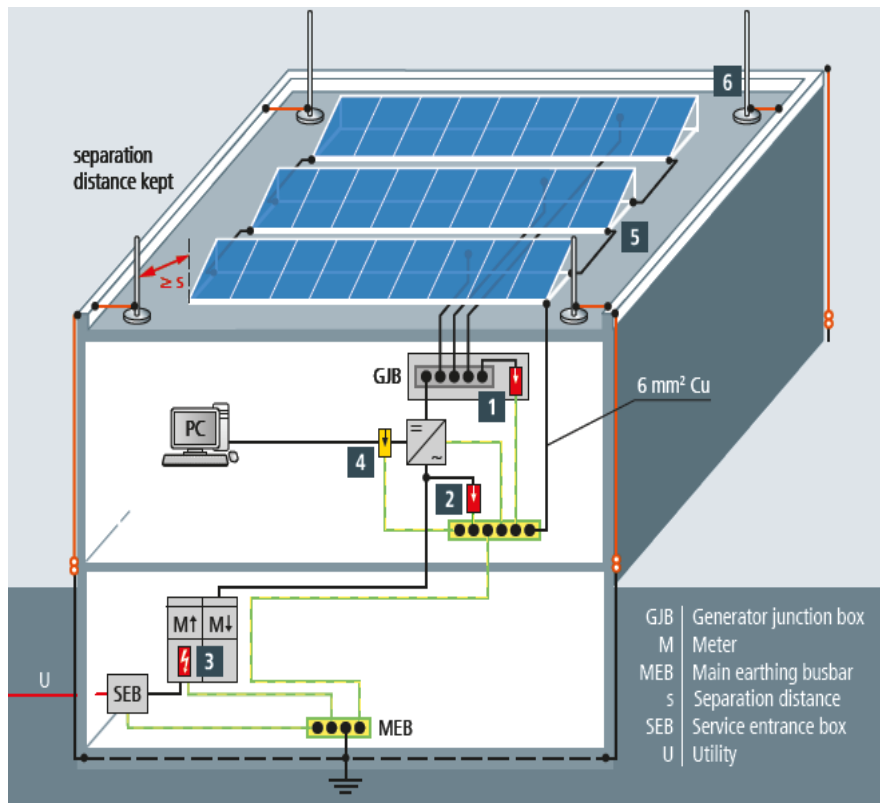 6
separation
distance kept
5
≥ s
GJB
1
6 mm² Cu
PC
=
~
4
2
M↑ M↓
3
U
SEB
MEB
GJB Generator junction box
M Meter
MEB Main earthing busbar
s Separation distance
SEB Service entrance box
U Utility